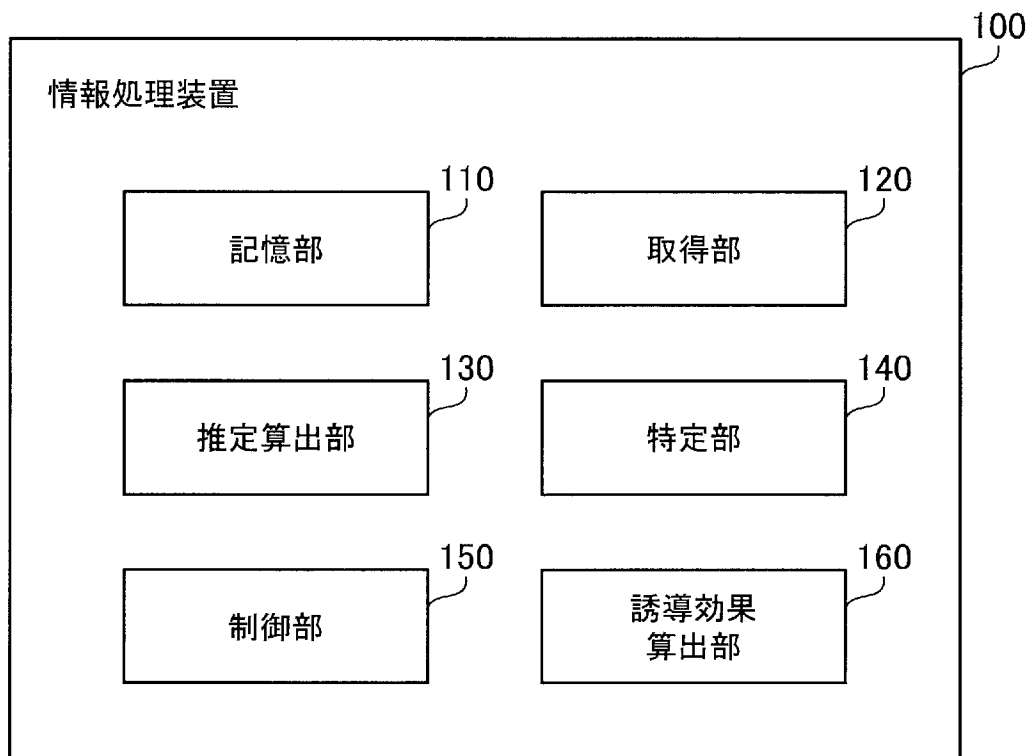 100
情報処理装置
110
記憶部
120
取得部
130
推定算出部
140
特定部
150
制御部
160
誘導効果
算出部